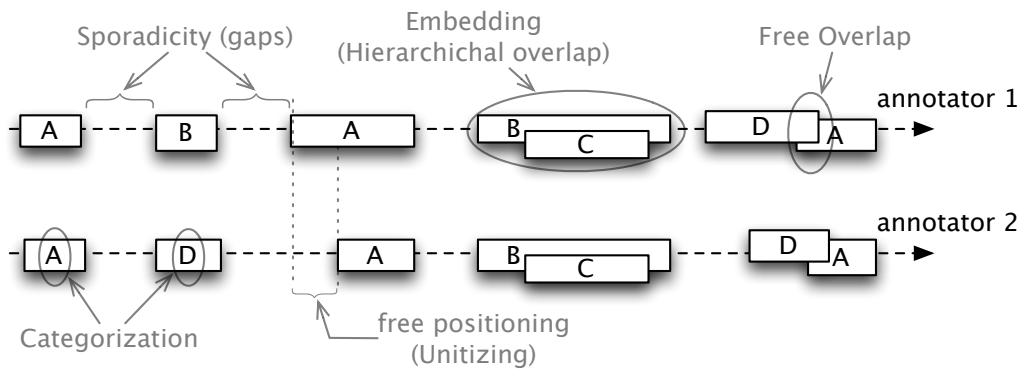 Embedding
Sporadicity (gaps)
(Hierarchichal overlap)
Free Overlap
annotator 1
A
B
A
B
C
D
A
annotator 2
A
D
A
B
C
D
A
Categorization
free positioning
(Unitizing)